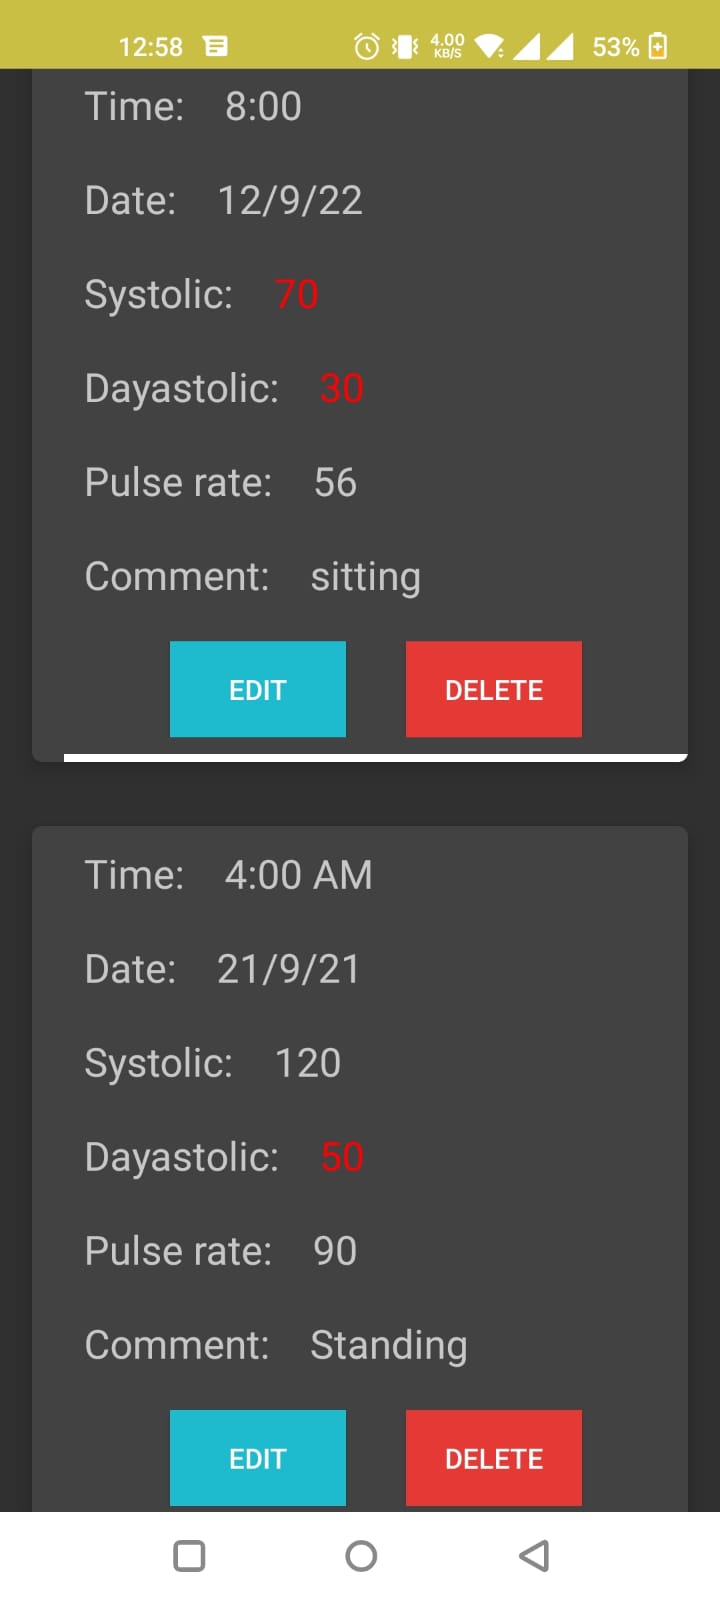 12:58 4.00 KB/S 53%
Time: 8:00
Date: 12/9/22
Systolic: 70
Dayastolic: 30
Pulse rate: 56
Comment: sitting
EDIT DELETE
Time: 4:00 AM
Date: 21/9/21
Systolic: 120
Dayastolic: 50
Pulse rate: 90
Comment: Standing
EDIT DELETE